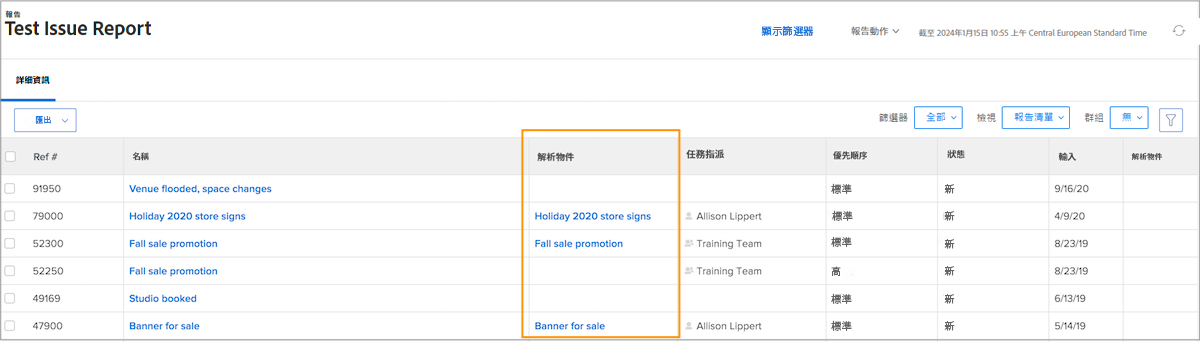 報告
Test Issue Report
顯示篩選器 報告動作 截至 2024年1月15日 10:55 上午 Central European Standard Time
詳細資訊
匯出 篩選器 全部 檢視 報告清單 群組 無
Ref # 名稱 解析物件 任務指派 優先順序 狀態 輸入 解析物件
91950 Venue flooded, space changes 標準 新 9/16/20
79000 Holiday 2020 store signs Holiday 2020 store signs Allison Lippert 標準 新 4/9/20
52300 Fall sale promotion Fall sale promotion Training Team 標準 新 8/23/19
52250 Fall sale promotion Training Team 高 新 8/23/19
49169 Studio booked 標準 新 6/13/19
47900 Banner for sale Banner for sale Allison Lippert 標準 新 5/14/19